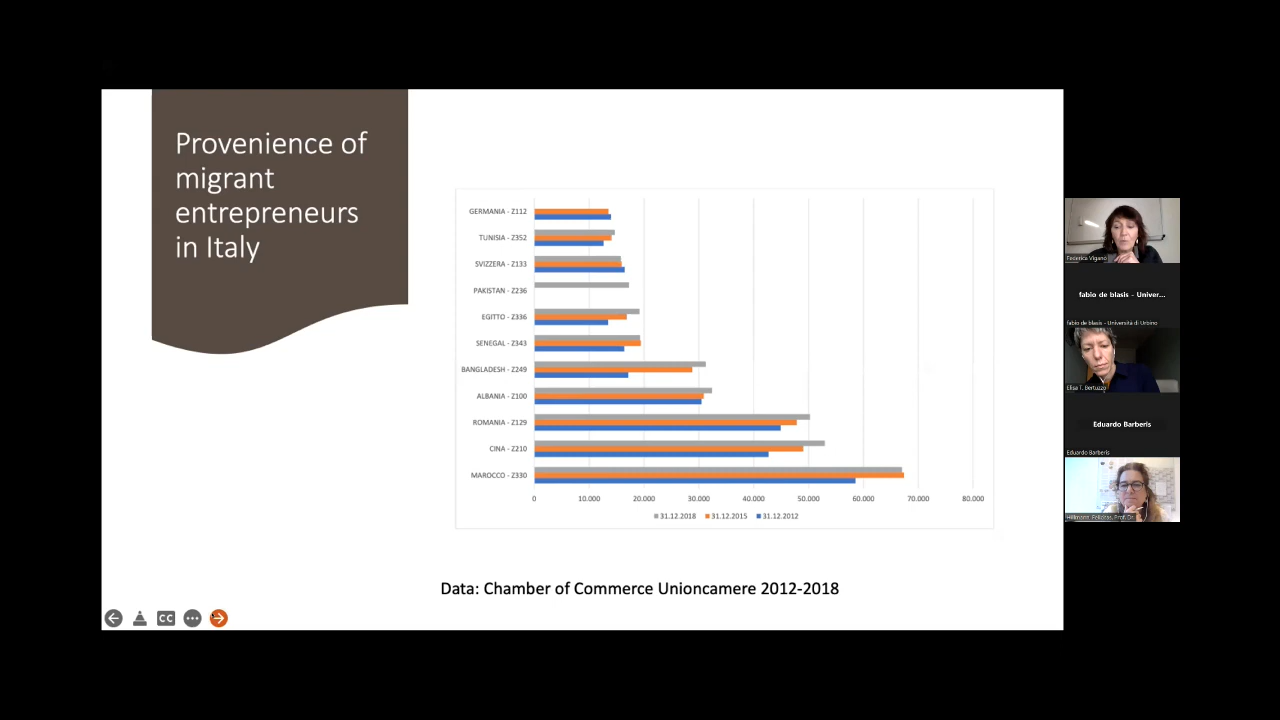 Provenience of
migrant
entrepreneurs
in Italy
GERMANIA - Z112
TUNISIA - Z352
SVIZZERA - Z133
PAKISTAN - Z236
EGITTO - Z336
SENEGAL - Z343
BANGLADESH - Z249
ALBANIA - Z100
ROMANIA - Z129
CINA - Z210
MAROCCO - Z330
0 10.000 20.000 30.000 40.000 50.000 60.000 70.000 80.000
31.12.2018 31.12.2015 31.12.2012
Data: Chamber of Commerce Unioncamere 2012-2018
CC
Federica Viganò
fabio de blasis - Univer...
fabio de blasis - Università di Urbino
Elisa T. Bertuzzo
Eduardo Barberis
Eduardo Barberis
Hillmann, Felicitas, Prof. Dr.